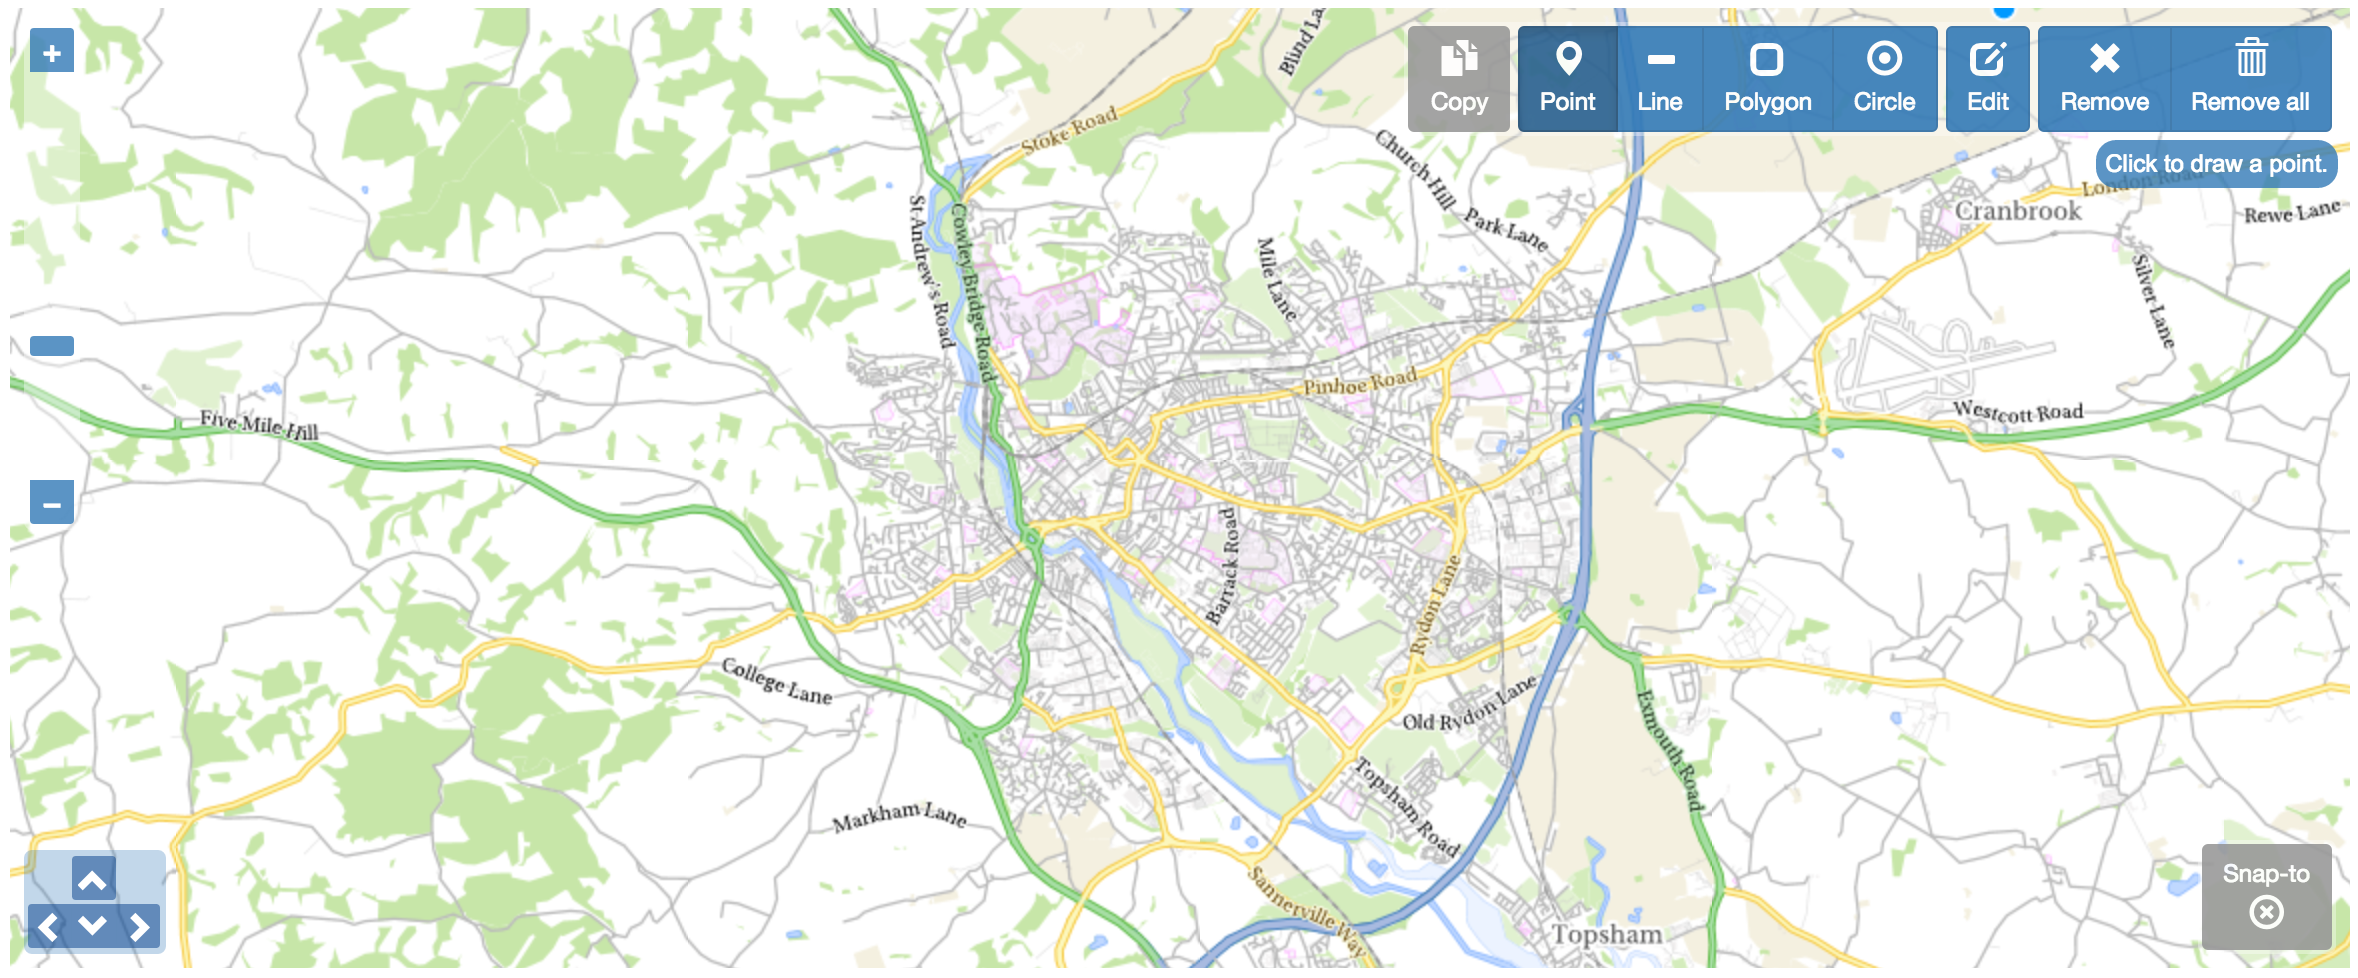 Blind La
+
Copy
Point
Line
Polygon
Circle
Edit
Remove
Remove all
Click to draw a point.
Stoke Road
Church Hill
Park Lane
London Road
Cranbrook
Rewe Lane
St Andrew's Road
Cowley Bridge Road
Mile Lane
Silver Lane
Pinhoe Road
Westcott Road
Five Mile Hill
−
Barrack Road
Rydon Lane
College Lane
Old Rydon Lane
Exmouth Road
Topsham Road
Markham Lane
Sannerville Way
Snap-to
Topsham